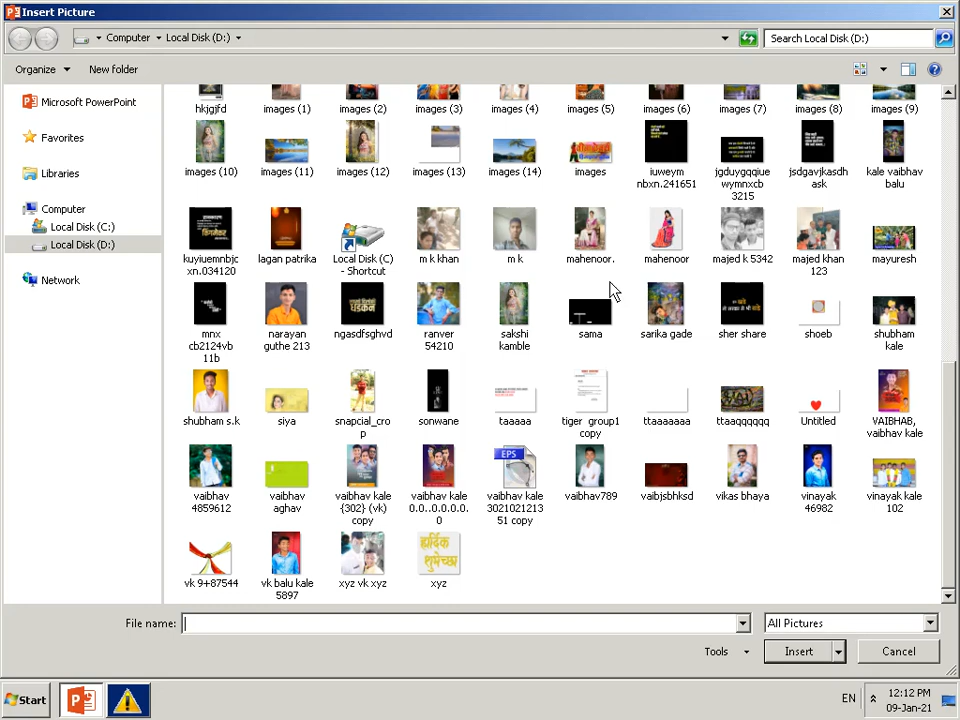 Insert Picture
Computer Local Disk (D:)
Search Local Disk (D:)
Organize New folder
Microsoft PowerPoint
Favorites
Libraries
Computer
Local Disk (C:)
Local Disk (D:)
Network
hkjgjfd images (1) images (2) images (3) images (4) images (5) images (6) images (7) images (8) images (9)
images (10) images (11) images (12) images (13) images (14) images iuweym jgduygqqiue jsdgavjkasdh kale vaibhav
nbxn.241651 wymnxcb ask balu
3215
kuyiuemnbjc lagan patrika Local Disk (C) m k khan m k mahenoor. mahenoor majed k 5342 majed khan mayuresh
xn.034120 - Shortcut 123
mnx narayan ngasdfsghvd ranver sakshi sama sarika gade sher share shoeb shubham
cb2124vb guthe 213 54210 kamble kale
11b
shubham s.k siya snapcial_cro sonwane taaaaa tiger group1 ttaaaaaaa ttaaqqqqqq Untitled VAIBHAB,
p copy vaibhav kale
EPS
vaibhav vaibhav vaibhav kale vaibhav kale vaibhav kale vaibhav789 vaibjsbhksd vikas bhaya vinayak vinayak kale
4859612 aghav {302} (vk) 0.0..0.0.0.0. 3021021213 46982 102
copy 0 51 copy
हार्दिक
शुभेच्छा
vk 9+87544 vk balu kale xyz vk xyz xyz
5897
File name: All Pictures
Tools Insert Cancel
Start EN 12:12 PM
09-Jan-21